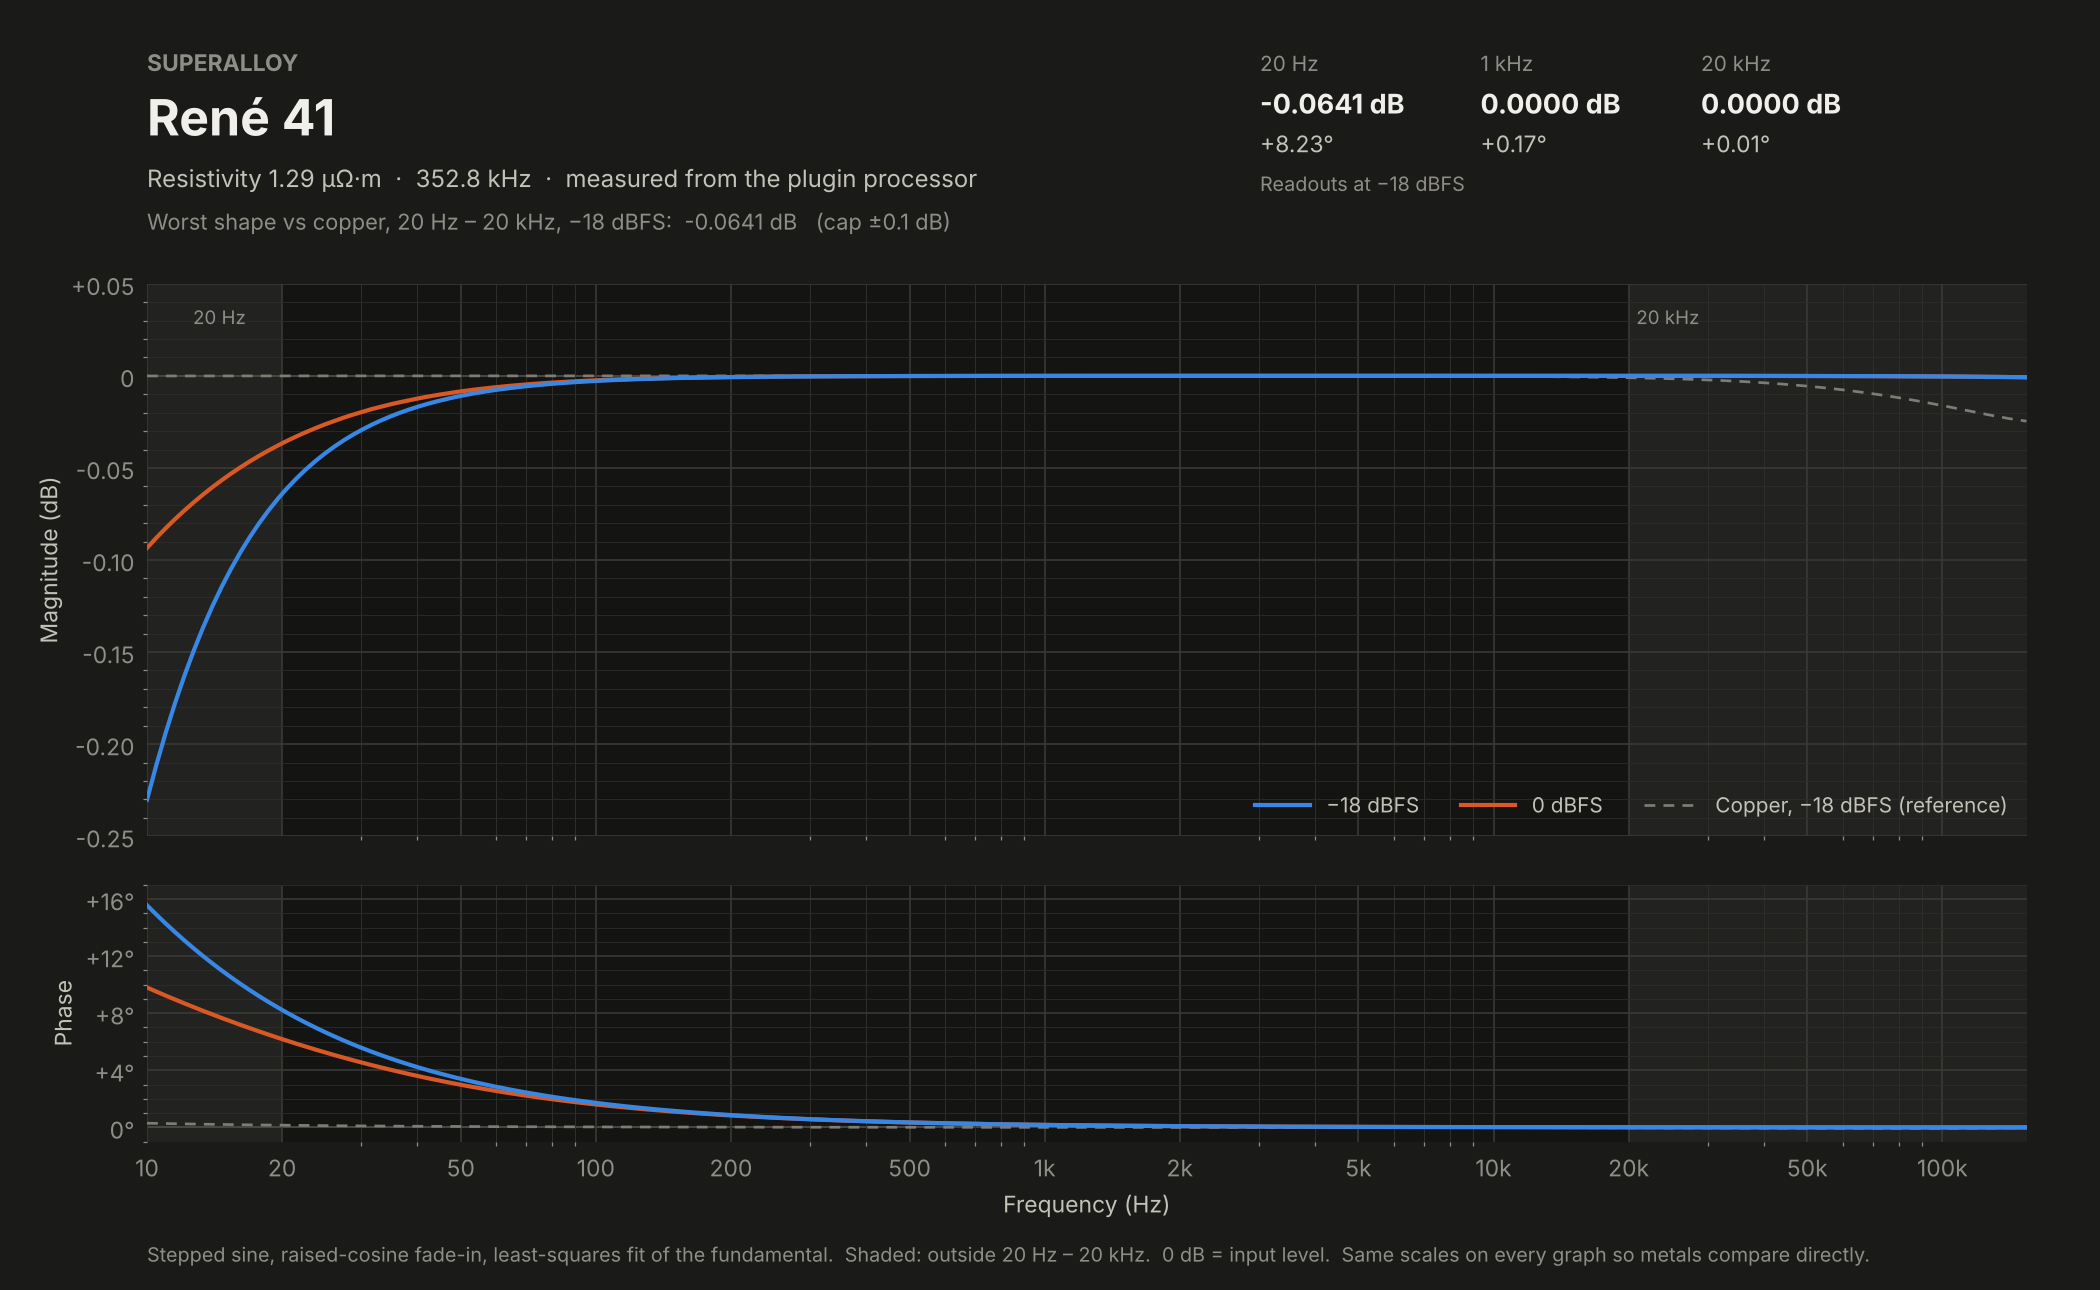 SUPERALLOY
René 41
Resistivity 1.29 µΩ·m · 352.8 kHz · measured from the plugin processor
Worst shape vs copper, 20 Hz – 20 kHz, −18 dBFS: -0.0641 dB (cap ±0.1 dB)
20 Hz 1 kHz 20 kHz
-0.0641 dB 0.0000 dB 0.0000 dB
+8.23° +0.17° +0.01°
Readouts at −18 dBFS
Magnitude (dB)
+0.05
0
-0.05
-0.10
-0.15
-0.20
-0.25
20 Hz
20 kHz
−18 dBFS 0 dBFS Copper, −18 dBFS (reference)
Phase
+16°
+12°
+8°
+4°
0°
10 20 50 100 200 500 1k 2k 5k 10k 20k 50k 100k
Frequency (Hz)
Stepped sine, raised-cosine fade-in, least-squares fit of the fundamental. Shaded: outside 20 Hz – 20 kHz. 0 dB = input level. Same scales on every graph so metals compare directly.